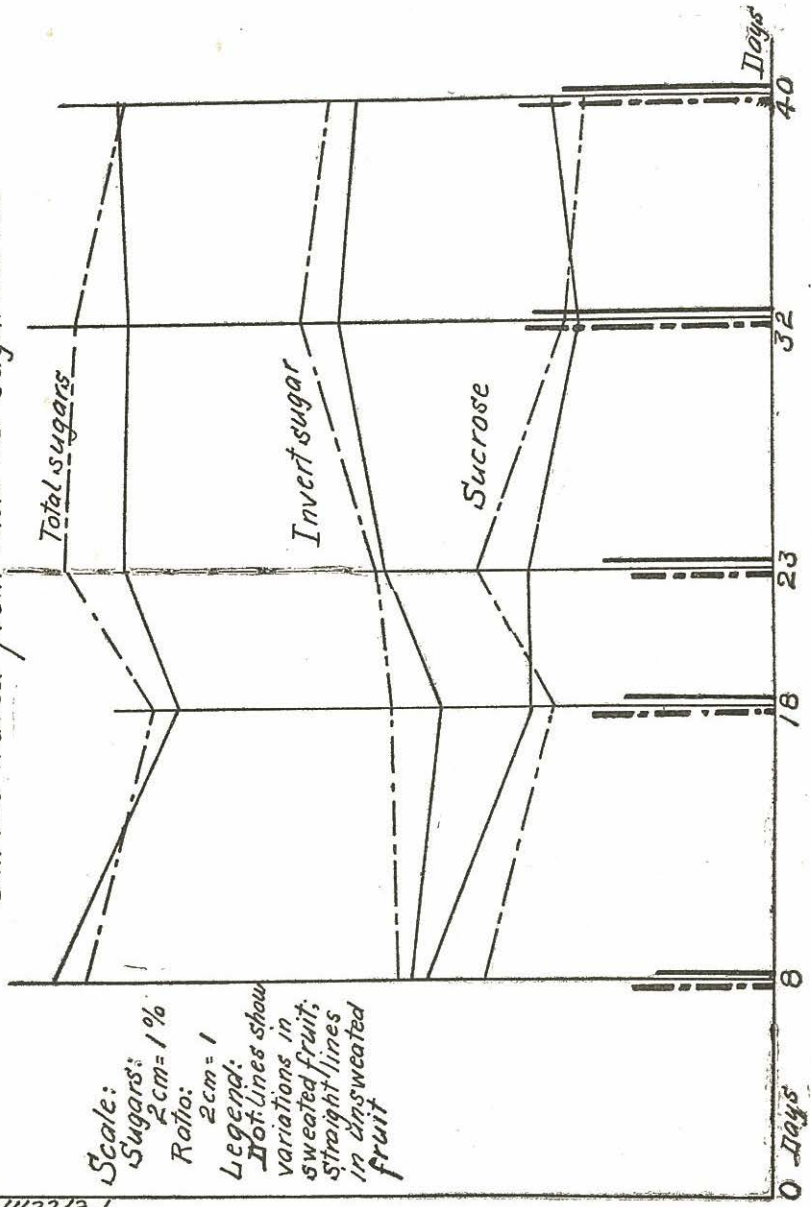 Total sugars
Invert sugar
Sucrose
Scale:
Sugars:
2cm=1%
Ratio:
2cm=1
Legend:
Dot lines show
variations in
sweated fruit;
straight lines
in unsweated
fruit
0 Days
8
18
23
32
40
Days